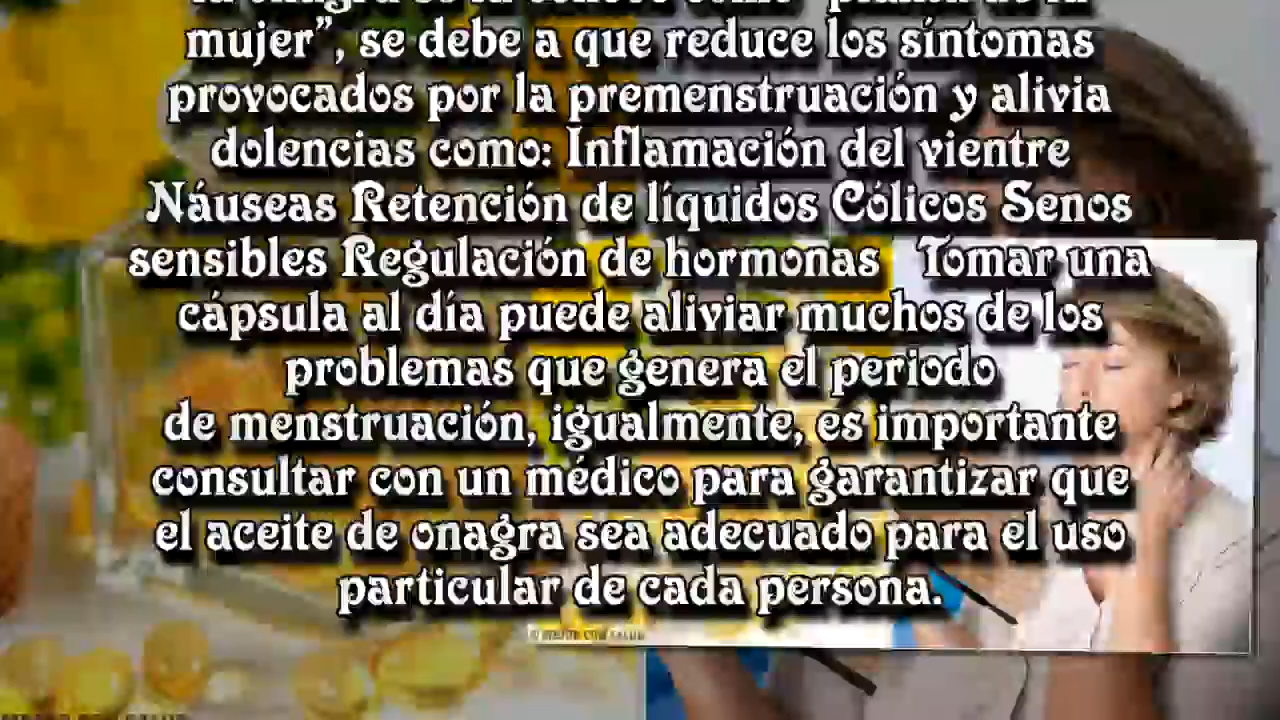 mujer”, se debe a que reduce los síntomas
provocados por la premenstruación y alivia
dolencias como: Inflamación del vientre
Náuseas Retención de líquidos Cólicos Senos
sensibles Regulación de hormonas Tomar una
cápsula al día puede aliviar muchos de los
problemas que genera el periodo
de menstruación, igualmente, es importante
consultar con un médico para garantizar que
el aceite de onagra sea adecuado para el uso
particular de cada persona.
© MEJOR CON SALUD